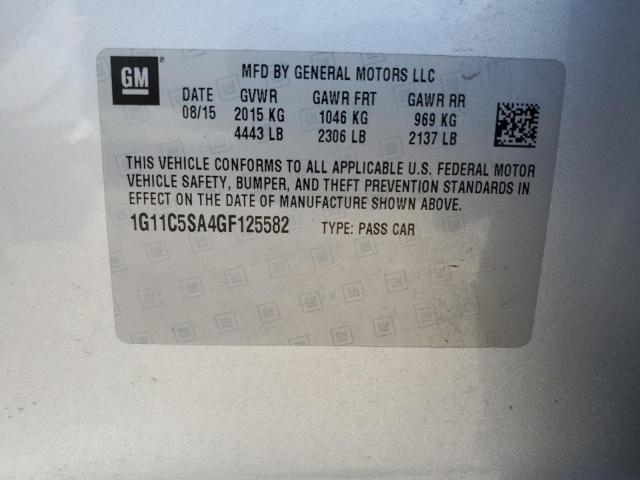 GM
MFD BY GENERAL MOTORS LLC
DATE GVWR GAWR FRT GAWR RR
08/15 2015 KG 1046 KG 969 KG
4443 LB 2306 LB 2137 LB
THIS VEHICLE CONFORMS TO ALL APPLICABLE U.S. FEDERAL MOTOR
VEHICLE SAFETY, BUMPER, AND THEFT PREVENTION STANDARDS IN
EFFECT ON THE DATE OF MANUFACTURE SHOWN ABOVE.
1G11C5SA4GF125582 TYPE: PASS CAR